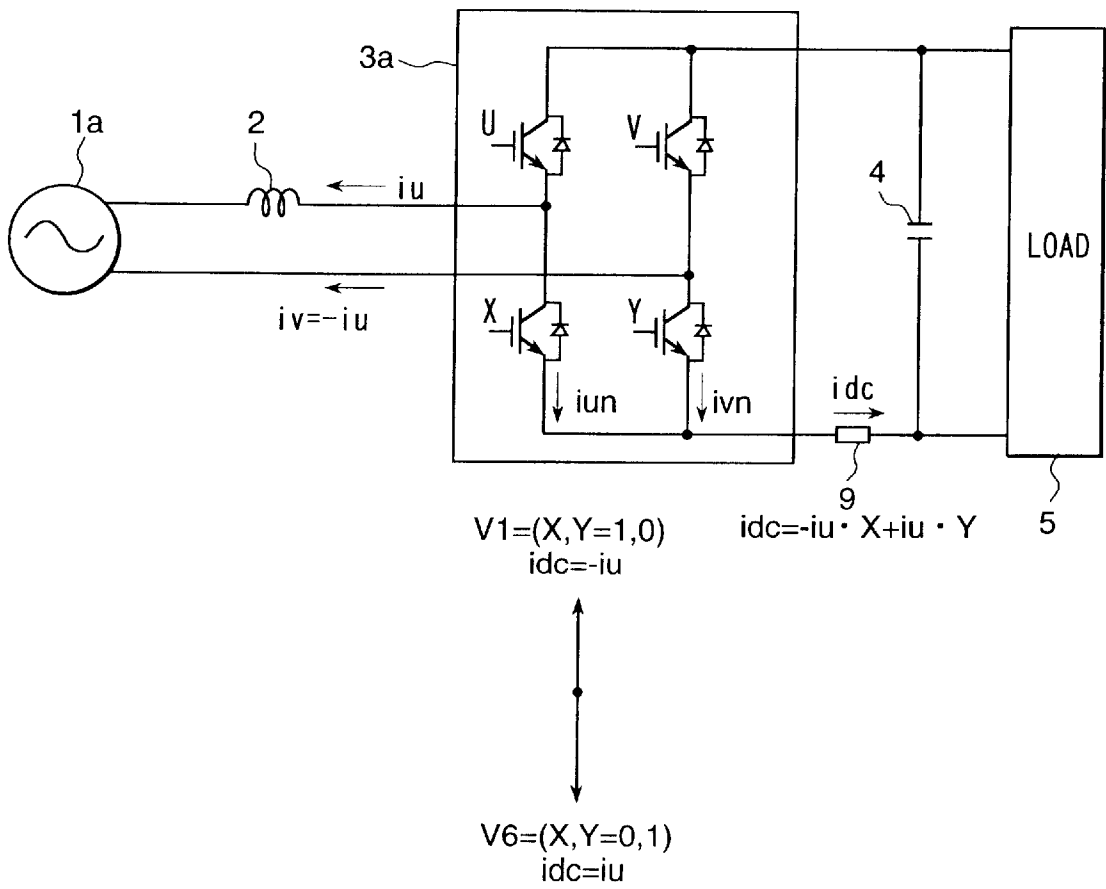 3a
1a
2
U
V
4
iu
LOAD
iv=-iu
X
Y
iun
ivn
idc
9
5
V1=(X,Y=1,0)
idc=-iu
idc=-iu · X+iu · Y
V6=(X,Y=0,1)
idc=iu